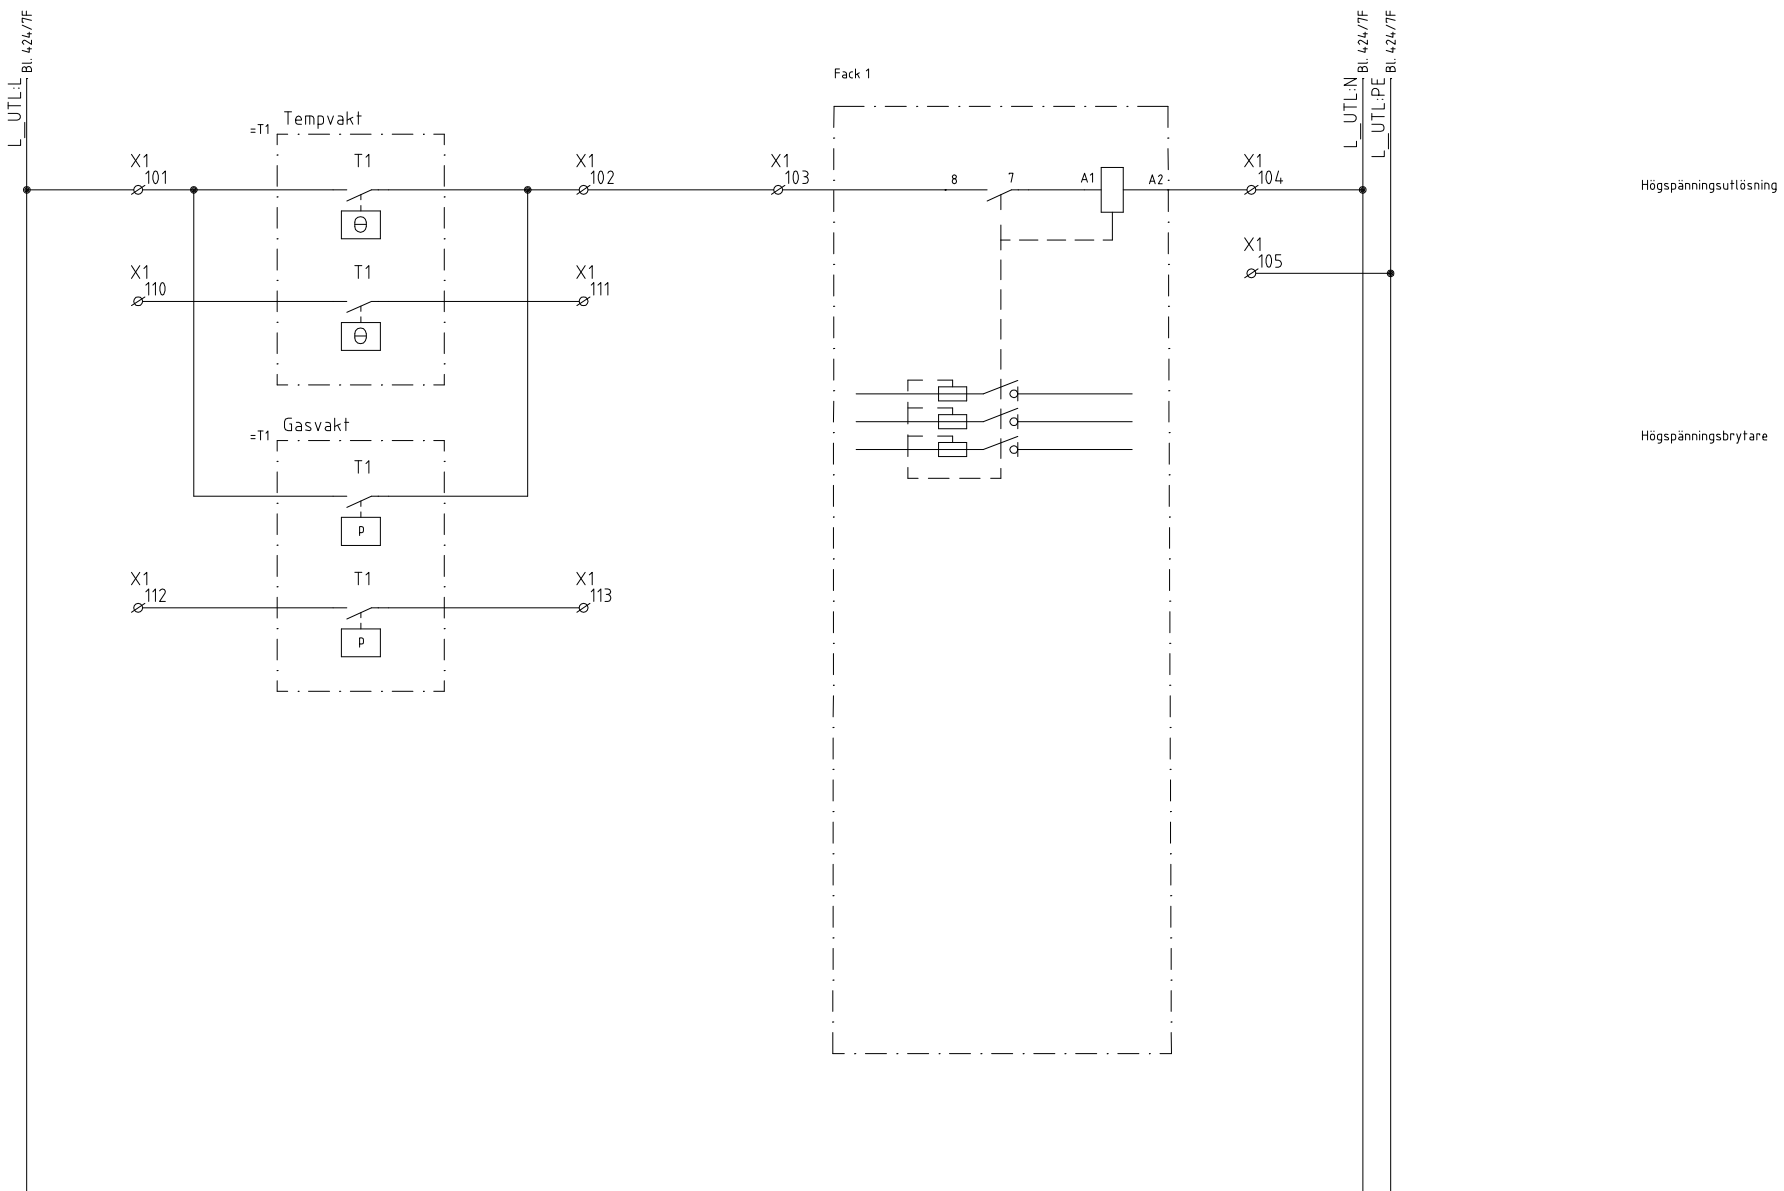 L_UTL:L
Bl. 424/7F
L_UTL:N
Bl. 424/7F
L_UTL:PE
Bl. 424/7F
Fack 1
Tempvakt
=T1
X1
101
T1
X1
102
X1
103
8
7
A1
A2
X1
104
Högspänningsutlösning
Θ
X1
105
X1
110
T1
X1
111
Θ
Gasvakt
=T1
Högspänningsbrytare
T1
P
X1
112
T1
X1
113
P